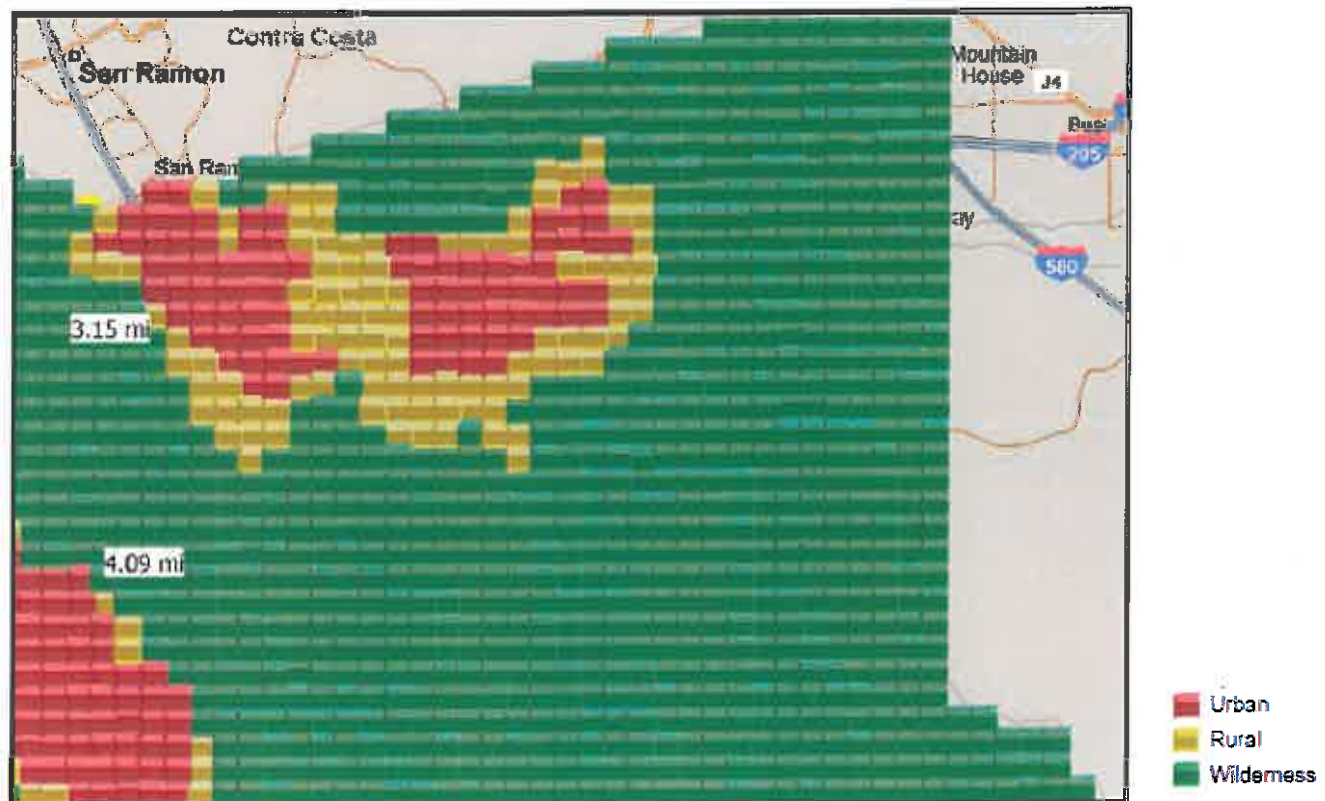 Contra Costa
San Ramon
Mountain
House
J4
205
San Ram
580
3.15 mi
4.09 mi
Urban
Rural
Wilderness